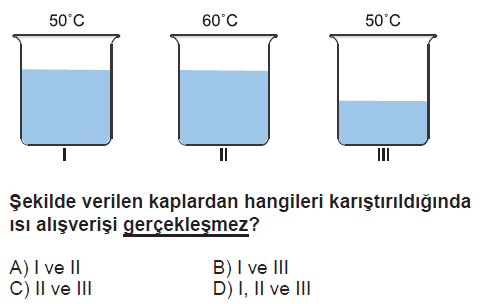 50°C 60°C 50°C
I II III
Şekilde verilen kaplardan hangileri karıştırıldığında
ısı alışverişi gerçekleşmez?
A) I ve II B) I ve III
C) II ve III D) I, II ve III